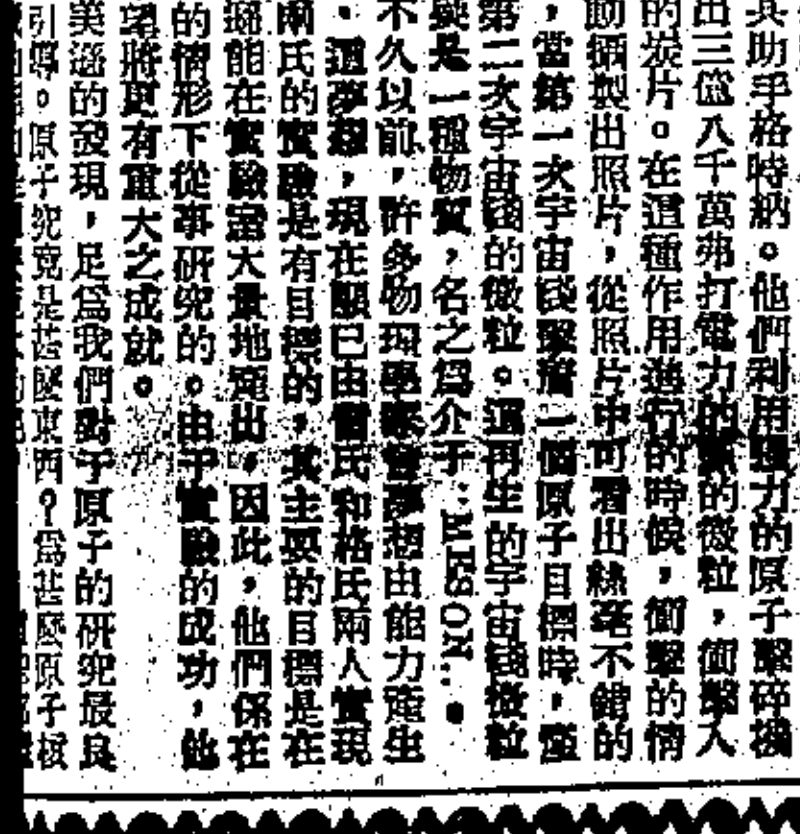 其助手格特納。他們利用強力的原子擊碎機
出三億八千萬弗打電力的氦的微粒,衝擊入
的炭片。在這種作用進行的時候,衝擊的情
動攝製出照片,從照片中可看出絲毫不錯的
,當第一次宇宙線擊碎一個原子目標時,
第二次宇宙線的微粒。這再生的宇宙線微粒
是一種物質,名之爲介子:MESON..。
不久以前,許多物理學家曾夢想由能力產生
。這夢想,現在顯已由雷氏和格氏兩人實現
兩氏的實驗是有目標的,其主要的目標是在
能在實驗室大量地產出,因此,他們係在
的情形下從事研究的。由于實驗的成功,他
望將更有重大之成就。
美滿的發現,足爲我們對于原子的研究最良
引導。原子究竟是甚麼東西?爲甚麼原子核